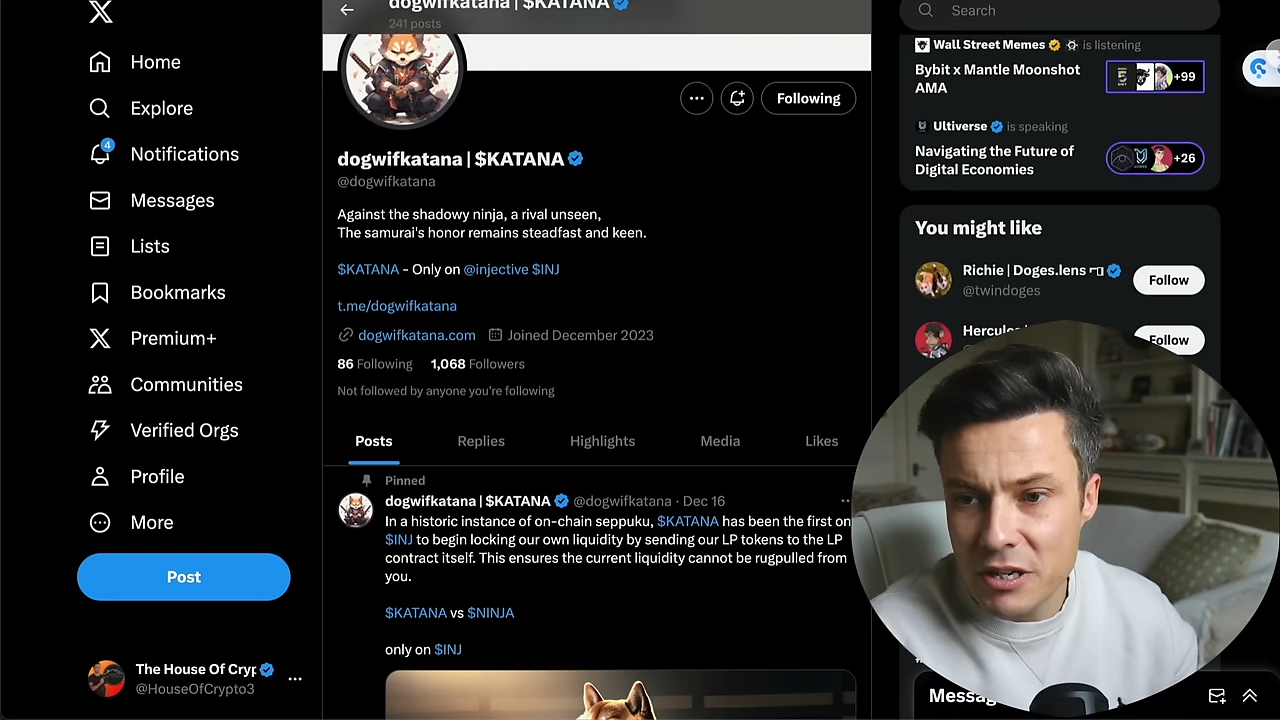 dogwifkatana | $KATANA
241 posts
Home
Explore
4
Notifications
Messages
Lists
Bookmarks
Premium+
Communities
Verified Orgs
Profile
More
Post
The House Of Cryp
@HouseOfCrypto3
Following
dogwifkatana | $KATANA
@dogwifkatana
Against the shadowy ninja, a rival unseen,
The samurai's honor remains steadfast and keen.
$KATANA - Only on @injective $INJ
t.me/dogwifkatana
dogwifkatana.com Joined December 2023
86 Following 1,068 Followers
Not followed by anyone you're following
Posts Replies Highlights Media Likes
Pinned
dogwifkatana | $KATANA @dogwifkatana · Dec 16
In a historic instance of on-chain seppuku, $KATANA has been the first on
$INJ to begin locking our own liquidity by sending our LP tokens to the LP
contract itself. This ensures the current liquidity cannot be rugpulled from
you.
$KATANA vs $NINJA
only on $INJ
Search
Wall Street Memes is listening
Bybit x Mantle Moonshot
AMA
+99
Ultiverse is speaking
Navigating the Future of
Digital Economies
+26
You might like
Richie | Doges.lens
@twindoges
Follow
Follow